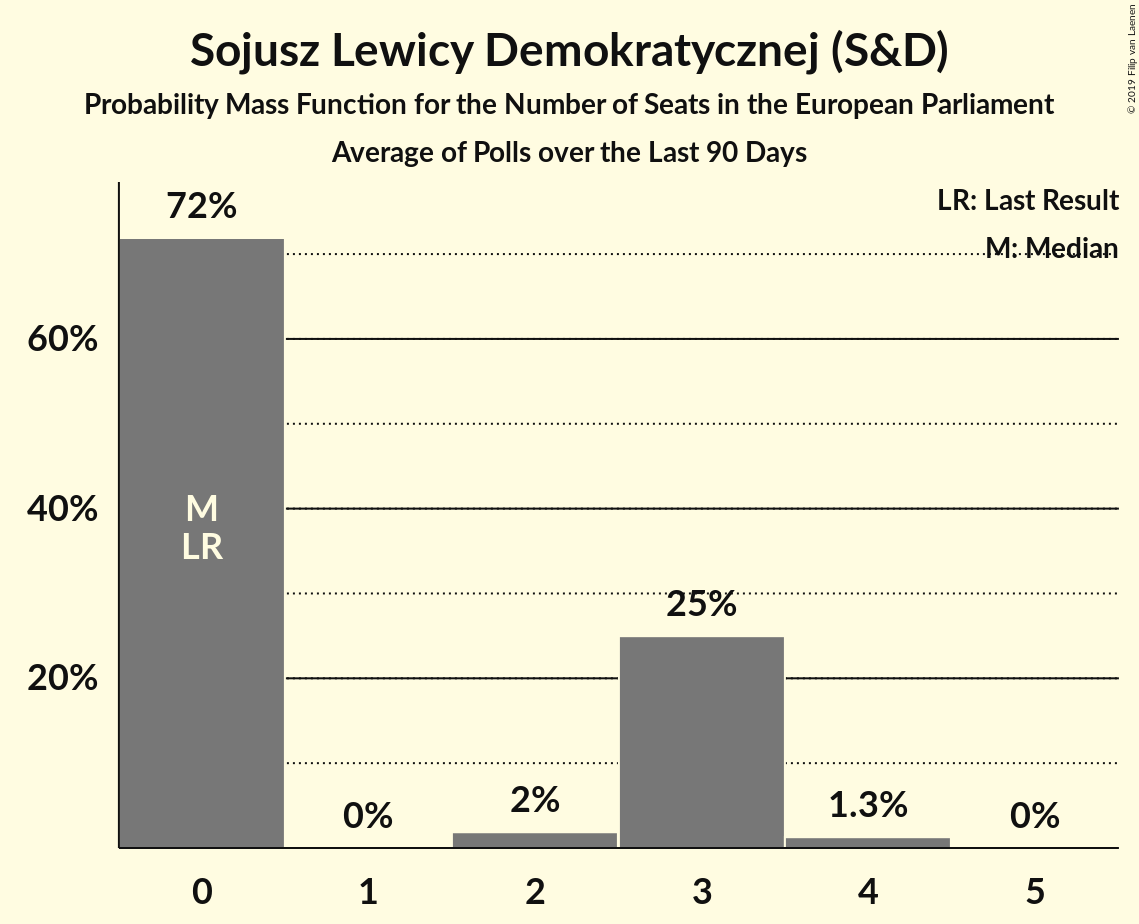 Sojusz Lewicy Demokratycznej (S&D)
Probability Mass Function for the Number of Seats in the European Parliament
Average of Polls over the Last 90 Days
© 2019 Filip van Laenen
LR: Last Result
M: Median
72%
60%
40%
20%
M
LR
0%
2%
25%
1.3%
0%
0 1 2 3 4 5